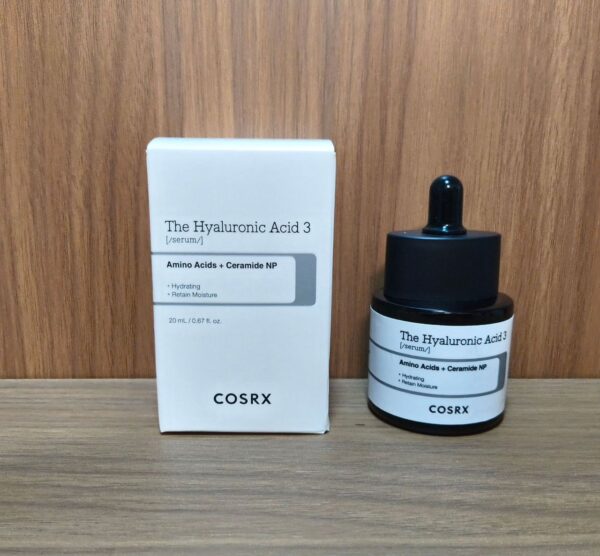 The Hyaluronic Acid 3
[/serum/]
Amino Acids + Ceramide NP
+ Hydrating
+ Retain Moisture
20 mL / 0.67 fl. oz.
COSRX
The Hyaluronic Acid 3
[/serum/]
Amino Acids + Ceramide NP
+ Hydrating
+ Retain Moisture
COSRX